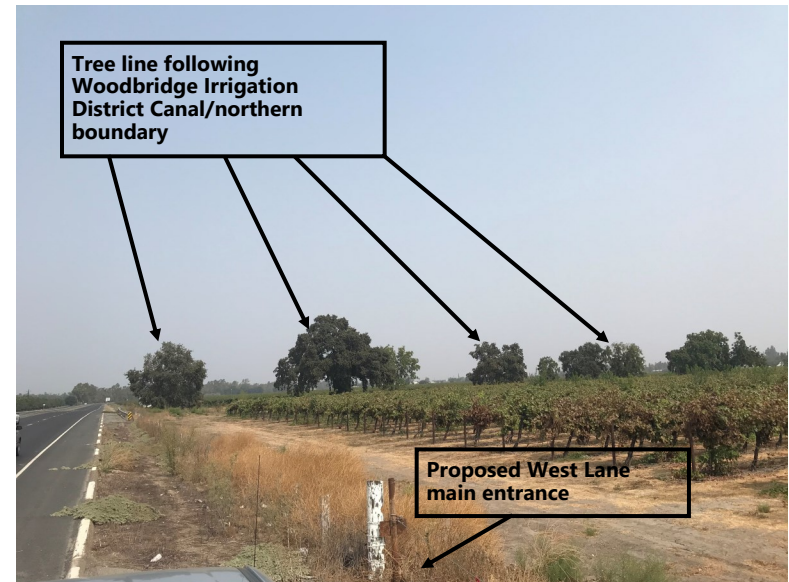 Tree line following
Woodbridge Irrigation
District Canal/northern
boundary
Proposed West Lane
main entrance